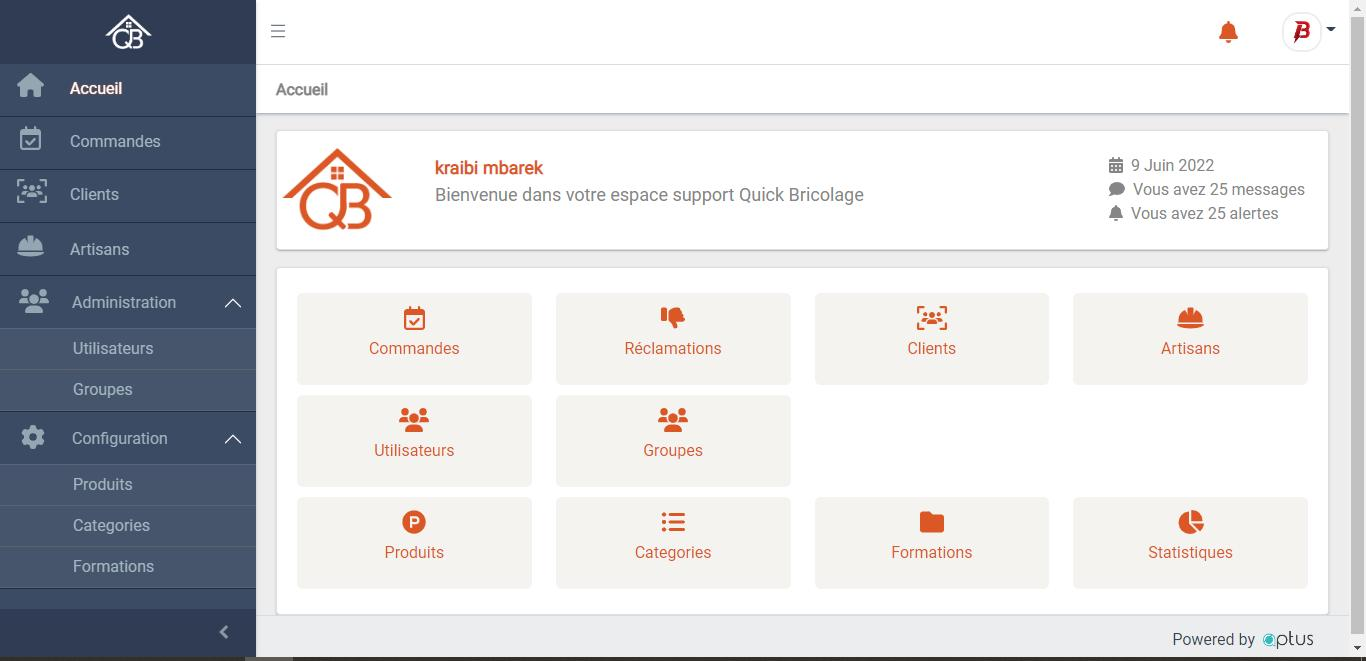 QB
Accueil
Commandes
Clients
Artisans
Administration
Utilisateurs
Groupes
Configuration
Produits
Categories
Formations
B
Accueil
QB
kraibi mbarek
Bienvenue dans votre espace support Quick Bricolage
9 Juin 2022
Vous avez 25 messages
Vous avez 25 alertes
Commandes
Réclamations
Clients
Artisans
Utilisateurs
Groupes
P
Produits
Categories
Formations
Statistiques
Powered by aptus